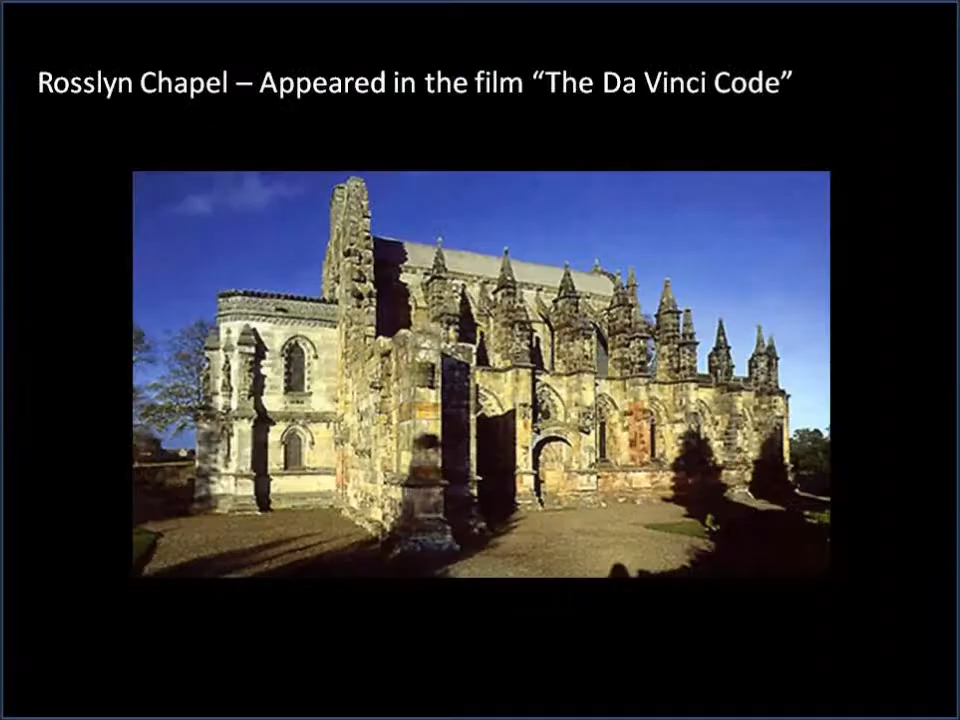 Rosslyn Chapel – Appeared in the film “The Da Vinci Code”